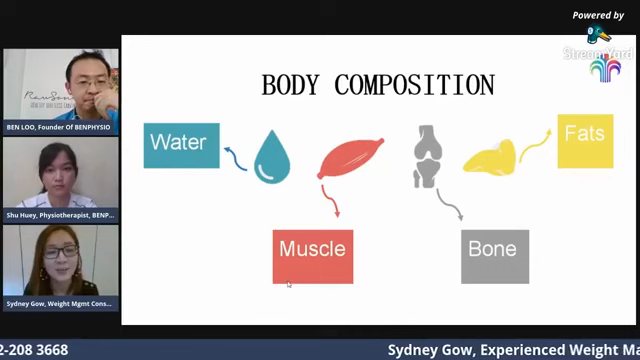 Powered by
StreamYard
BODY COMPOSITION
Water
Fats
Muscle
Bone
BEN LOO, Founder Of BENPHYSIO
Shu Huey, Physiotherapist, BENP...
Sydney Gow, Weight Mgmt Cons...
2-208 3668
Sydney Gow, Experienced Weight Ma